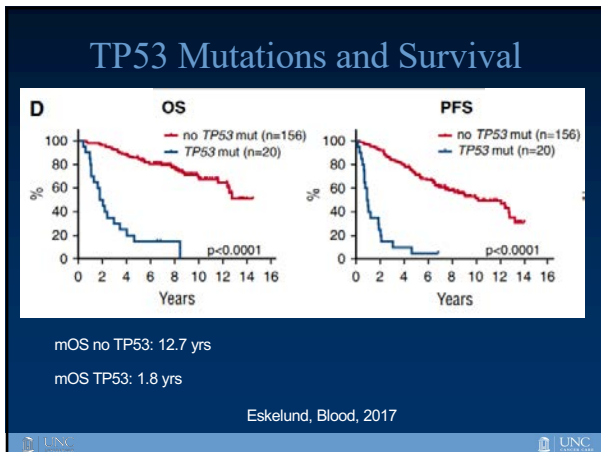 TP53 Mutations and Survival
D
OS
PFS
no TP53 mut (n=156)
TP53 mut (n=20)
no TP53 mut (n=156)
TP53 mut (n=20)
100
80
60
40
20
0
%
p<0.0001
0 2 4 6 8 10 12 14 16
Years
100
80
60
40
20
0
%
p<0.0001
0 2 4 6 8 10 12 14 16
Years
mOS no TP53: 12.7 yrs
mOS TP53: 1.8 yrs
Eskelund, Blood, 2017
UNC
UNC
CANCER CARE